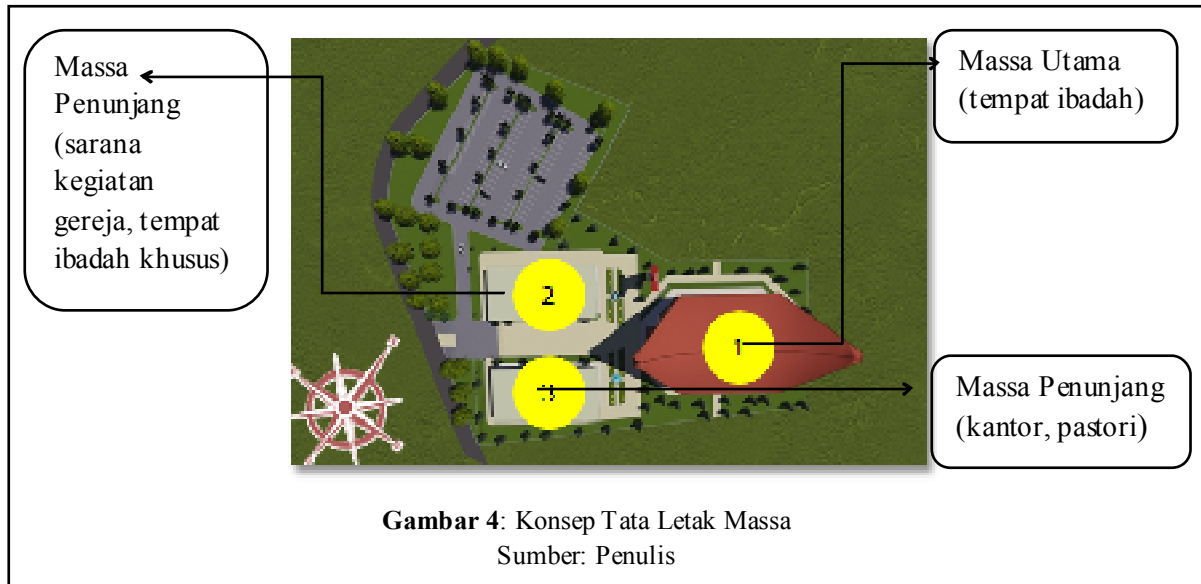 Massa
Penunjang
(sarana
kegiatan
gereja, tempat
ibadah khusus)
Massa Utama
(tempat ibadah)
2
1
3
Massa Penunjang
(kantor, pastori)
Gambar 4: Konsep Tata Letak Massa
Sumber: Penulis